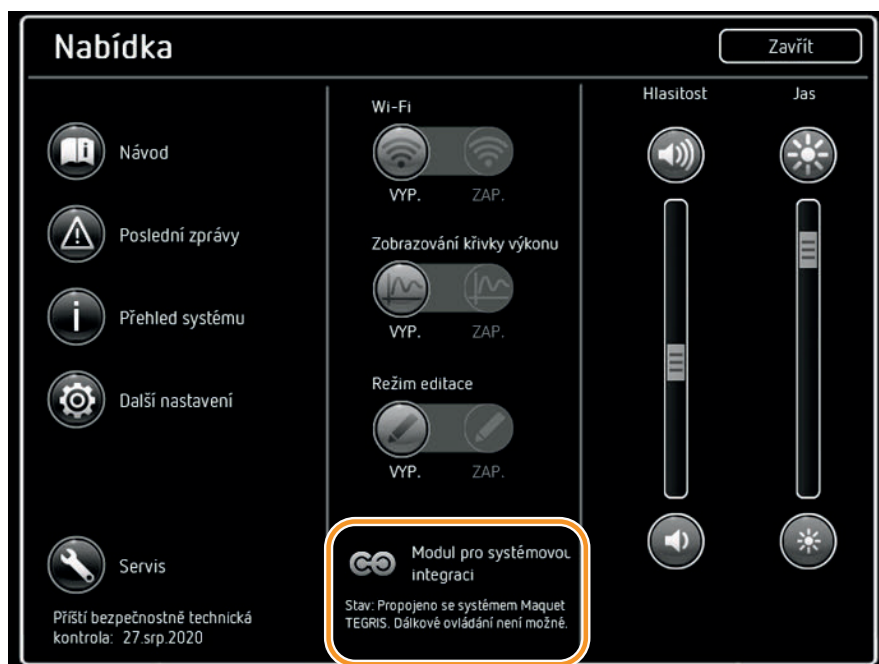 Nabídka
Zavřít
Návod
Poslední zprávy
Přehled systému
Další nastavení
Servis
Příští bezpečnostně technická
kontrola: 27.srp.2020
Wi-Fi
VYP. ZAP.
Zobrazování křivky výkonu
VYP. ZAP.
Režim editace
VYP. ZAP.
Modul pro systémovou
integraci
Stav: Propojeno se systémem Maquet
TEGRIS. Dálkové ovládání není možné.
Hlasitost
Jas